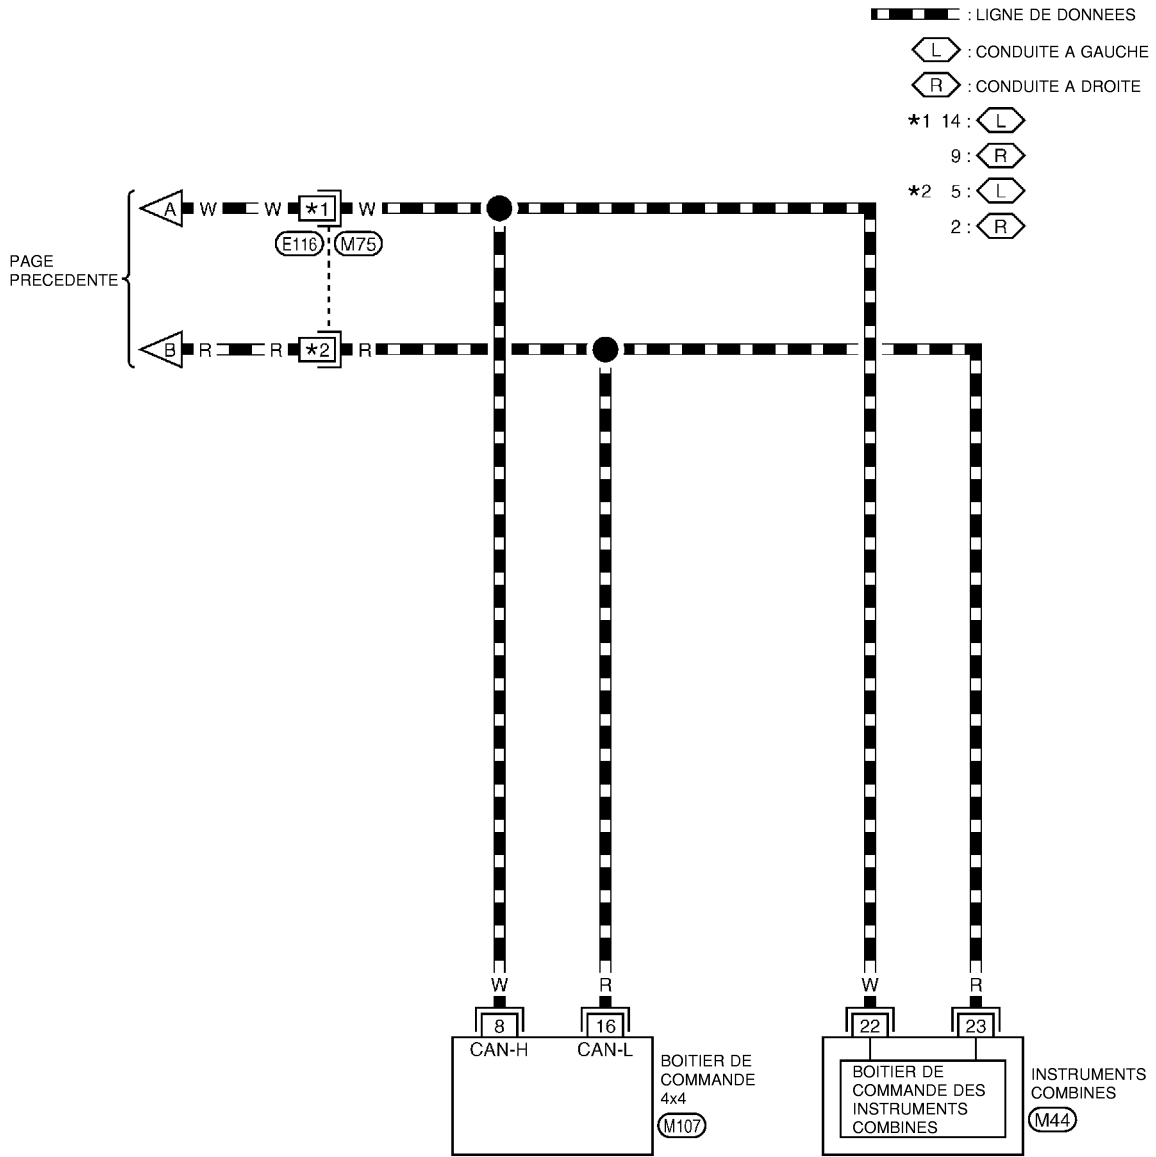 : LIGNE DE DONNEES
L : CONDUITE A GAUCHE
R : CONDUITE A DROITE
*1 14 : L
9 : R
*2 5 : L
2 : R
A W W *1 W
E116 M75
PAGE
PRECEDENTE
B R R *2 R
W R W R
8 16 22 23
CAN-H CAN-L
BOITIER DE
COMMANDE
4x4
M107
BOITIER DE
COMMANDE DES
INSTRUMENTS
COMBINES
INSTRUMENTS
COMBINES
M44